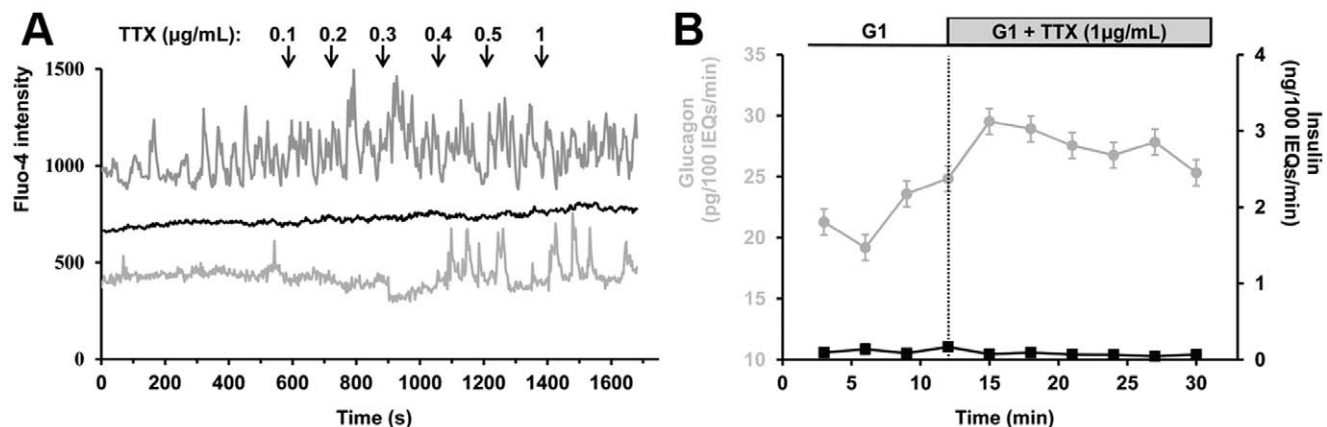 A
TTX (µg/mL): 0.1 0.2 0.3 0.4 0.5 1
Fluo-4 intensity
1500
1000
500
0
0 200 400 600 800 1000 1200 1400 1600
Time (s)
B
G1
G1 + TTX (1µg/mL)
Glucagon
(pg/100 IEQs/min)
35
30
25
20
15
10
0 5 10 15 20 25 30
Time (min)
4
3
2
1
0
Insulin
(ng/100 IEQs/min)